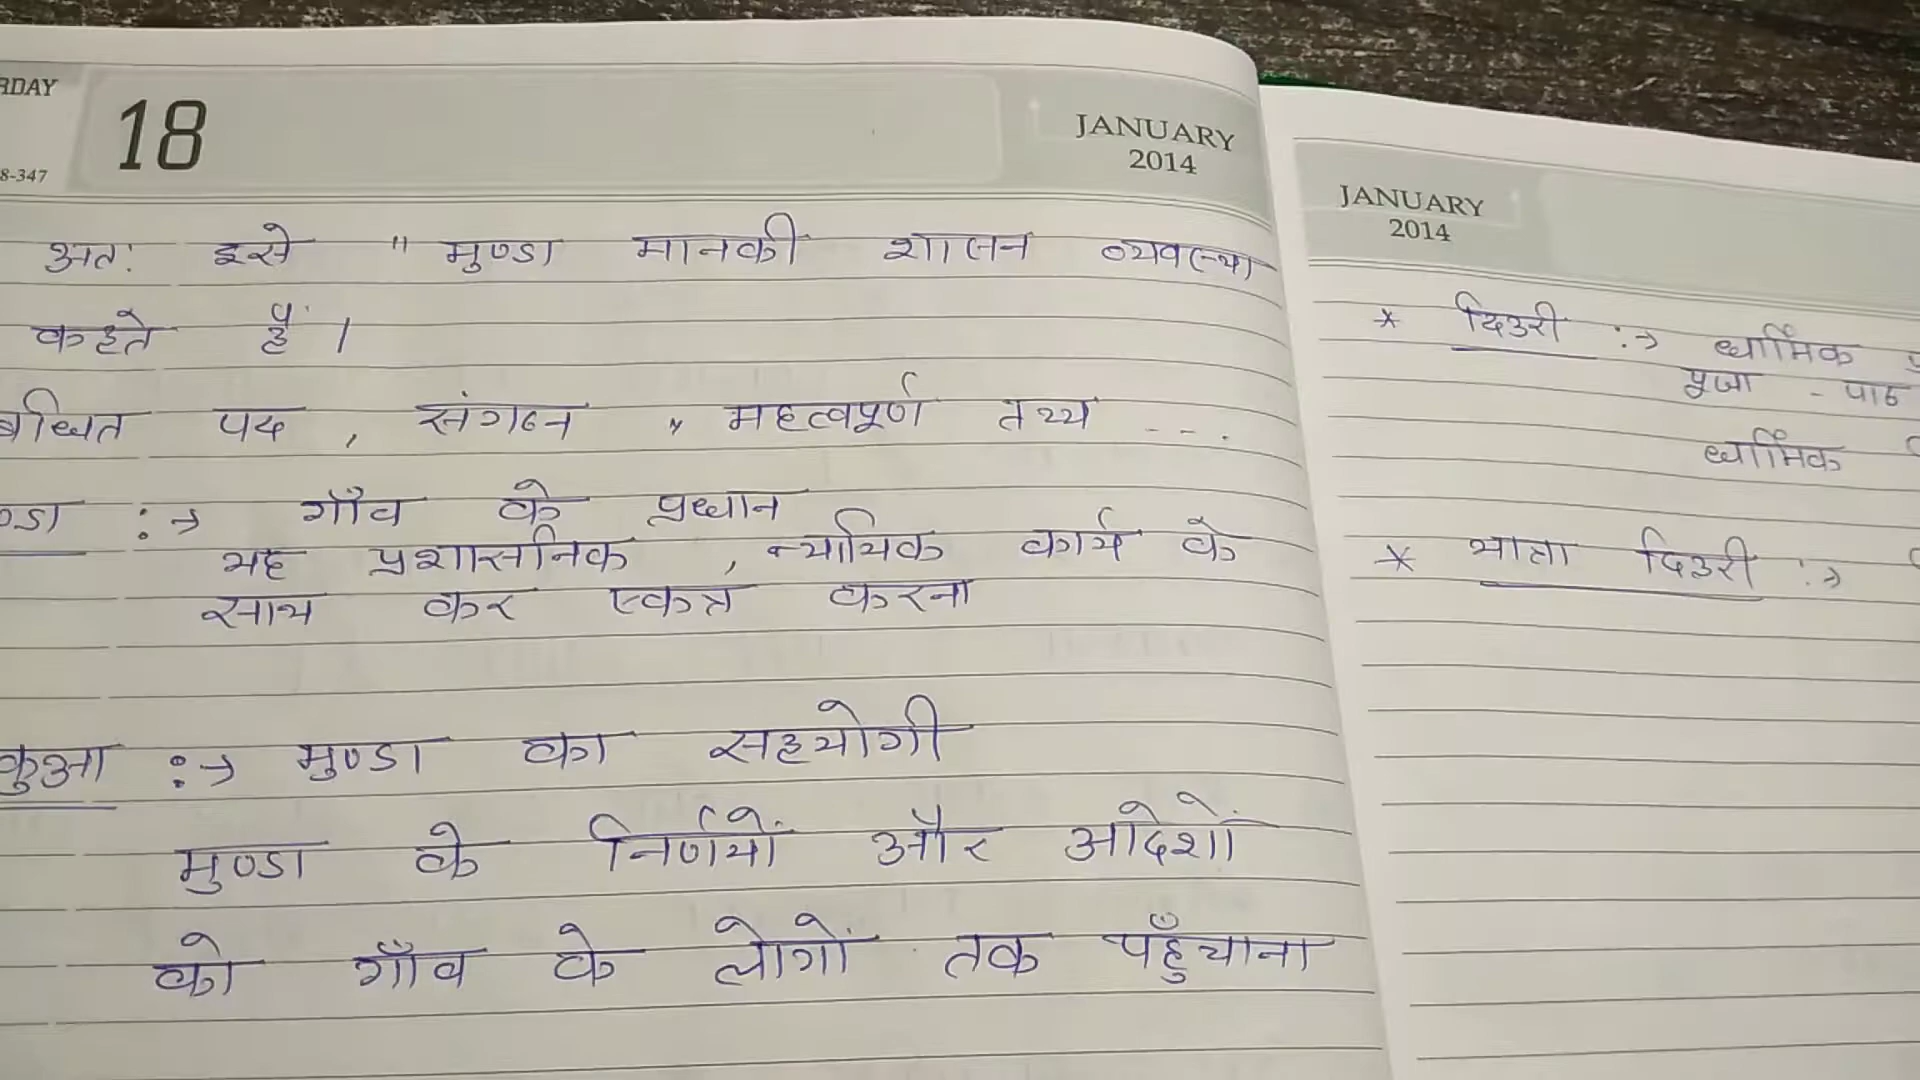 RDAY
18
8-347
JANUARY
2014
अतः इसे " मुण्डा मानकी शासन व्यवस्था
कहते हैं।
बंधित पद , संगठन , महत्वपूर्ण तथ्य ---.
ण्डा :→ गाँव के प्रधान
यह प्रशासनिक , न्यायिक कार्य के
साथ कर एकत्र करना
कुआ :→ मुण्डा का सहयोगी
मुण्डा के निर्णयों और आदेशों
को गाँव के लोगों तक पहुँचाना
JANUARY
2014
* दिउरी :→ धार्मिक
पूजा - पाठ
धार्मिक
* यात्रा दिउरी :→